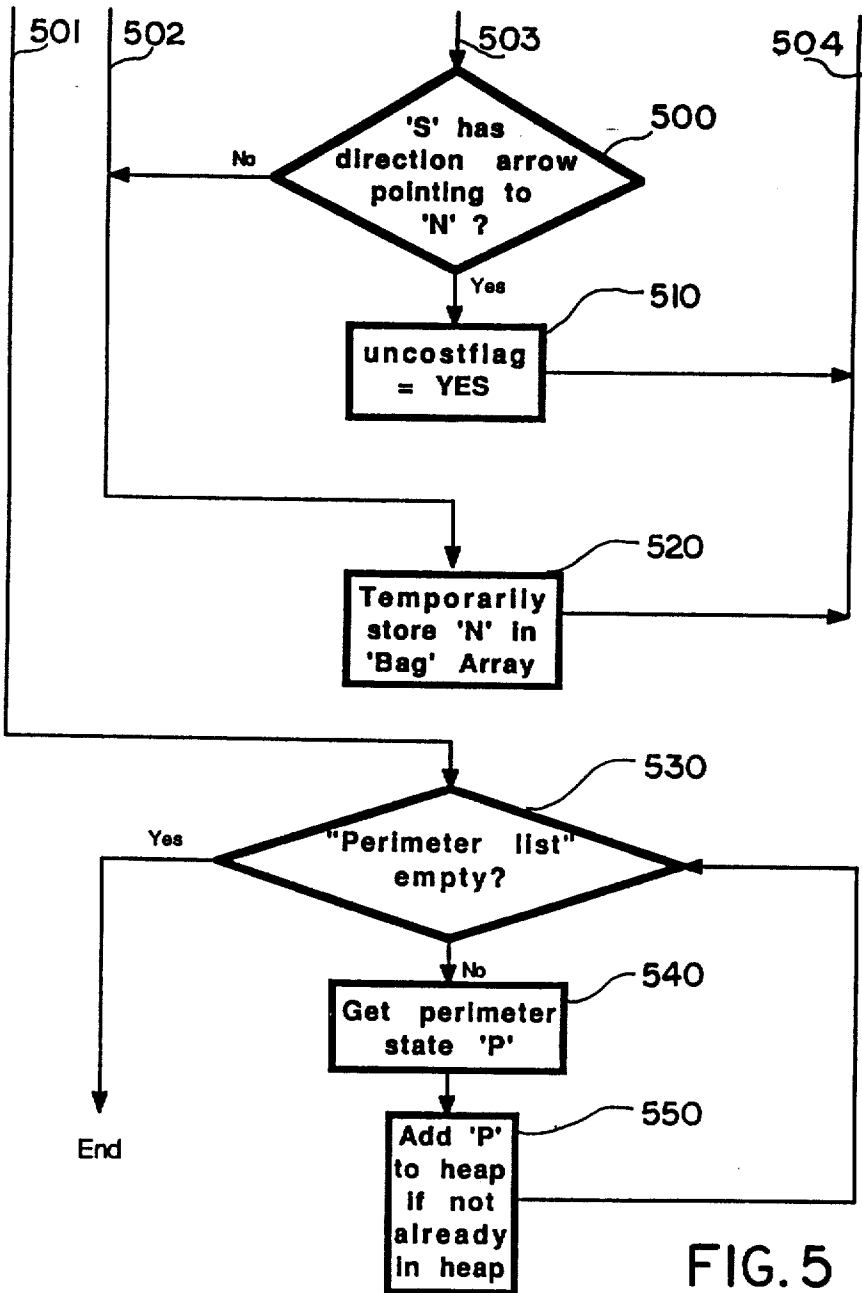 501
502
503
504
'S' has
direction arrow
pointing to
'N' ?
500
No
Yes
510
uncostflag
= YES
520
Temporarily
store 'N' in
'Bag' Array
530
Yes
"Perimeter list"
empty?
No
540
Get perimeter
state 'P'
550
End
Add 'P'
to heap
if not
already
in heap
FIG. 5